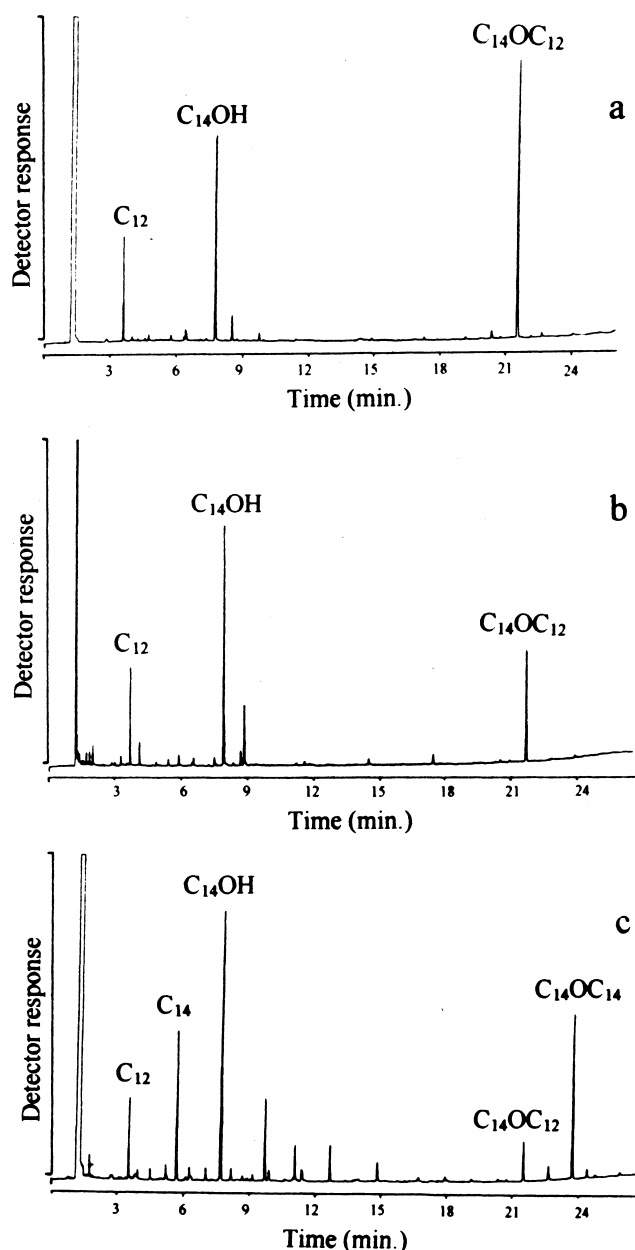 C₁₄OC₁₂
a
C₁₄OH
C₁₂
Detector response
3 6 9 12 15 18 21 24
Time (min.)
b
C₁₄OH
C₁₄OC₁₂
C₁₂
Detector response
3 6 9 12 15 18 21 24
Time (min.)
C₁₄OH
c
C₁₄OC₁₄
C₁₄
C₁₂
C₁₄OC₁₂
Detector response
3 6 9 12 15 18 21 24
Time (min.)